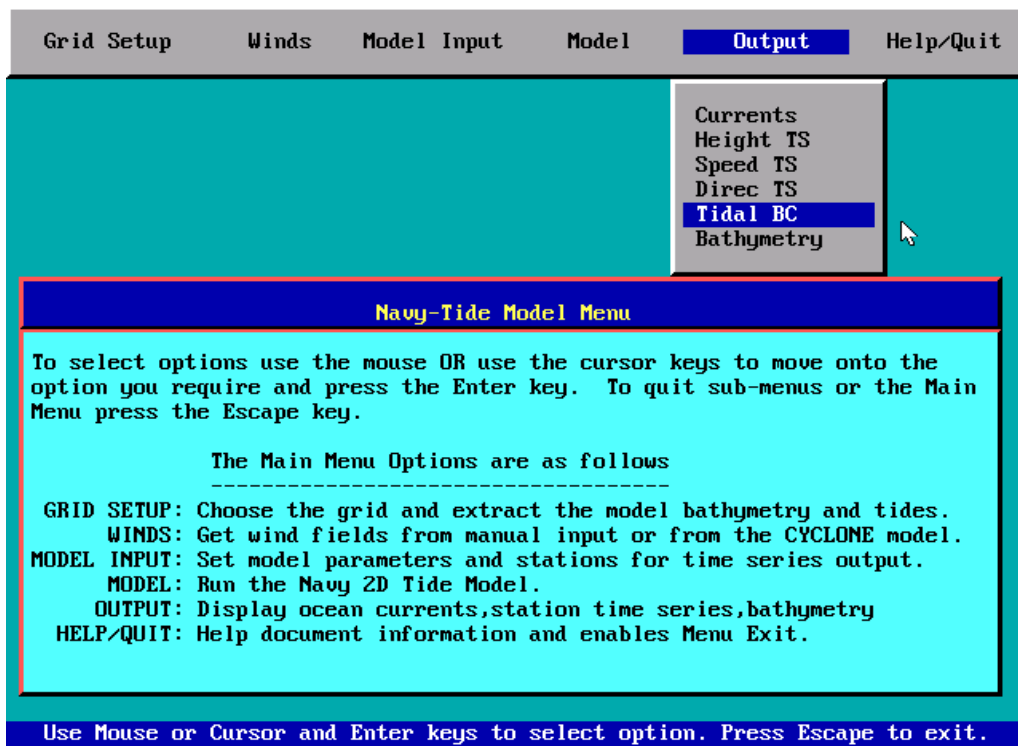 Grid Setup Winds Model Input Model Output Help/Quit
Currents
Height TS
Speed TS
Direc TS
Tidal BC
Bathymetry
Navy-Tide Model Menu
To select options use the mouse OR use the cursor keys to move onto the
option you require and press the Enter key. To quit sub-menus or the Main
Menu press the Escape key.
The Main Menu Options are as follows
------------------------------------
GRID SETUP: Choose the grid and extract the model bathymetry and tides.
WINDS: Get wind fields from manual input or from the CYCLONE model.
MODEL INPUT: Set model parameters and stations for time series output.
MODEL: Run the Navy 2D Tide Model.
OUTPUT: Display ocean currents,station time series,bathymetry
HELP/QUIT: Help document information and enables Menu Exit.
Use Mouse or Cursor and Enter keys to select option. Press Escape to exit.